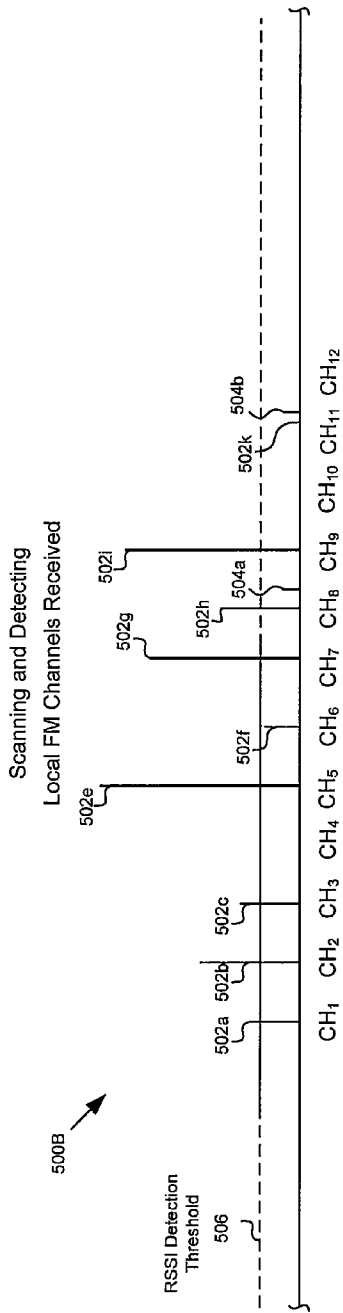 Scanning and Detecting
Local FM Channels Received
500B
RSSI Detection
Threshold
506
502a
502b
502c
502e
502f
502g
502h
504a
502i
502k
504b
CH1 CH2 CH3 CH4 CH5 CH6 CH7 CH8 CH9 CH10 CH11 CH12